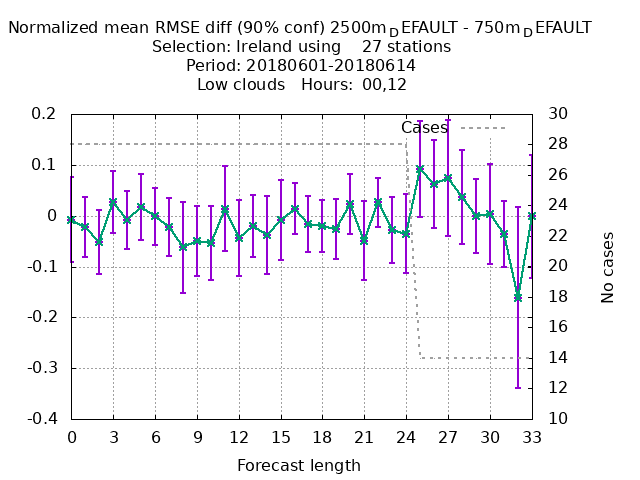 Normalized mean RMSE diff (90% conf) 2500m_DEFAULT - 750m_DEFAULT
Selection: Ireland using    27 stations
Period: 20180601-20180614
Low clouds   Hours:  00,12
Cases
0.2
0.1
0
-0.1
-0.2
-0.3
-0.4
30
28
26
24
22
20
18
16
14
12
10
No cases
0 3 6 9 12 15 18 21 24 27 30 33
Forecast length